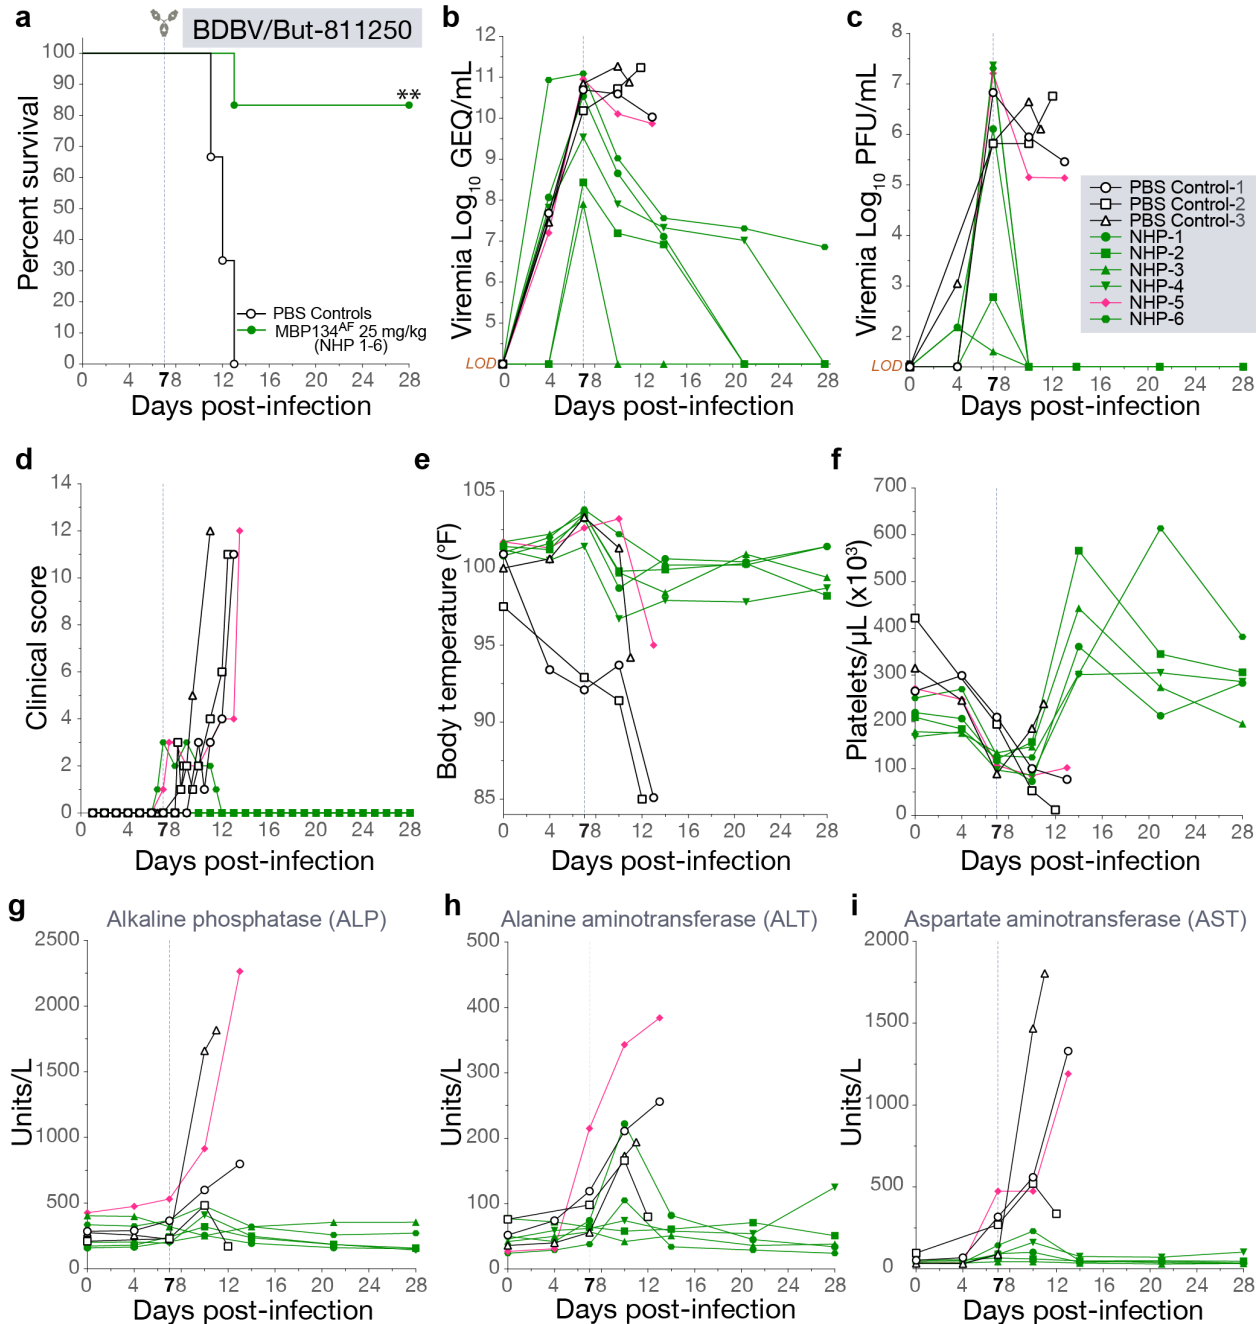 a
BDBV/But-811250
Percent survival
100
90
80
70
60
50
40
30
20
10
0
**
PBS Controls
MBP134AF 25 mg/kg
(NHP 1-6)
0 4 7 8 12 16 20 24 28
Days post-infection
b
Viremia Log10 GEQ/mL
12
11
10
9
8
7
6
5
LOD
0 4 7 8 12 16 20 24 28
Days post-infection
c
Viremia Log10 PFU/mL
8
7
6
5
4
3
2
LOD
0 4 7 8 12 16 20 24 28
Days post-infection
PBS Control-1
PBS Control-2
PBS Control-3
NHP-1
NHP-2
NHP-3
NHP-4
NHP-5
NHP-6
d
Clinical score
14
12
10
8
6
4
2
0
0 4 7 8 12 16 20 24 28
Days post-infection
e
Body temperature (°F)
105
100
95
90
85
0 4 7 8 12 16 20 24 28
Days post-infection
f
Platelets/µL (x10³)
700
600
500
400
300
200
100
0
0 4 7 8 12 16 20 24 28
Days post-infection
g
Alkaline phosphatase (ALP)
Units/L
2500
2000
1500
1000
500
0
0 4 7 8 12 16 20 24 28
Days post-infection
h
Alanine aminotransferase (ALT)
Units/L
500
400
300
200
100
0
0 4 7 8 12 16 20 24 28
Days post-infection
i
Aspartate aminotransferase (AST)
Units/L
2000
1500
1000
500
0
0 4 7 8 12 16 20 24 28
Days post-infection